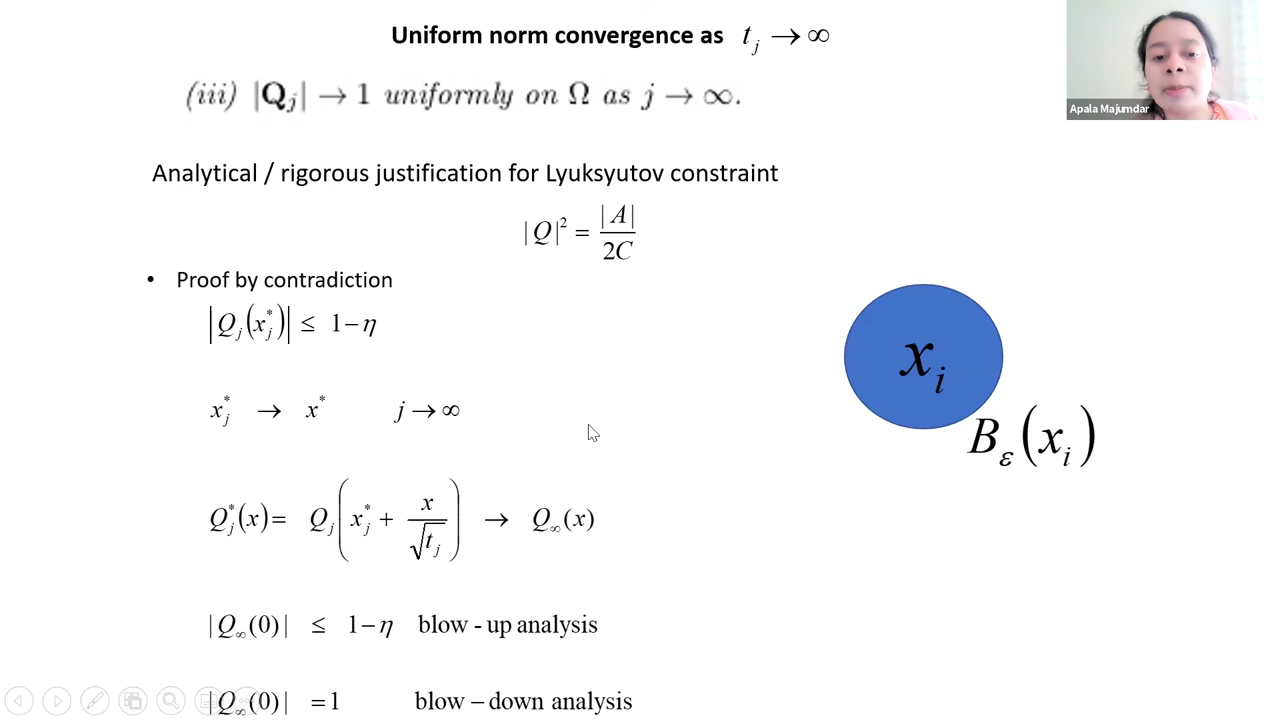 Uniform norm convergence as t_j → ∞
(iii) |Q_j| → 1 uniformly on Ω as j → ∞.
Apala Majumdar
Analytical / rigorous justification for Lyuksyutov constraint
|Q|² = |A| / 2C
• Proof by contradiction
|Q_j(x_j^*)| ≤ 1 − η
x_i
x_j^* → x^* j → ∞
B_ε(x_i)
Q_j^*(x) = Q_j(x_j^* + x / √t_j) → Q_∞(x)
|Q_∞(0)| ≤ 1 − η blow - up analysis
|Q_∞(0)| = 1 blow – down analysis